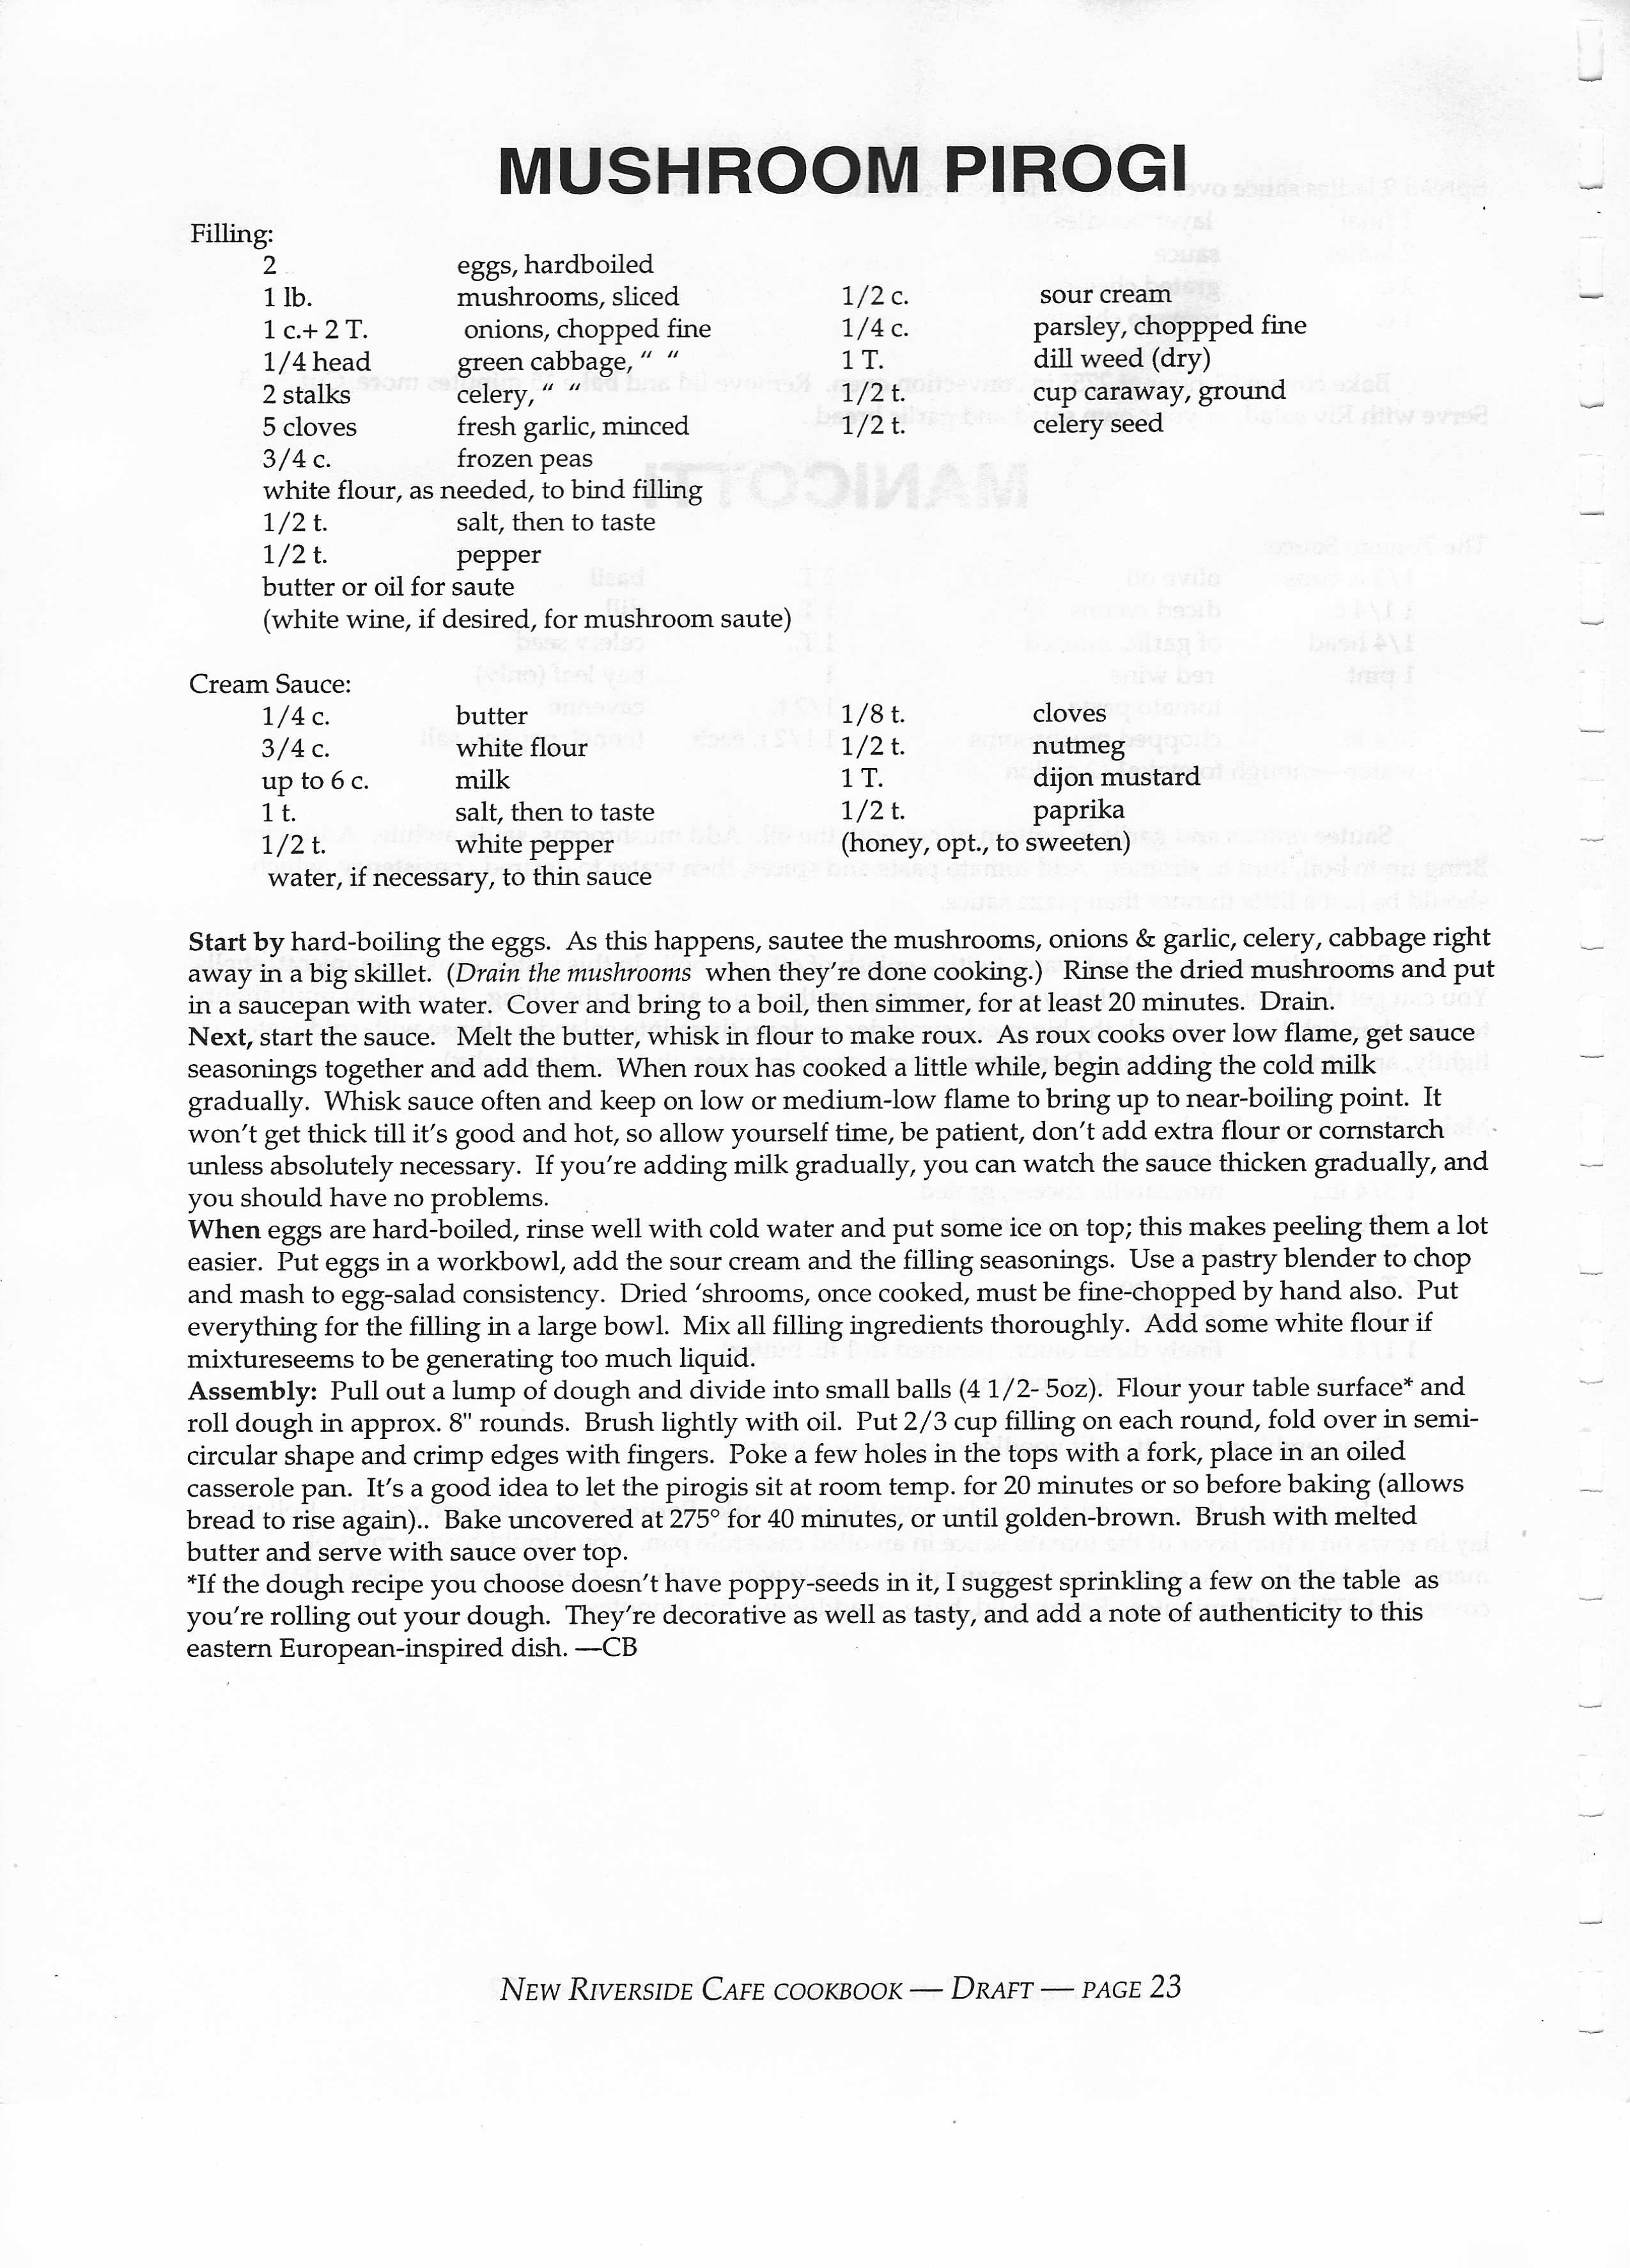 MUSHROOM PIROGI
Filling:
2 eggs, hardboiled
1 lb. mushrooms, sliced 1/2 c. sour cream
1 c.+ 2 T. onions, chopped fine 1/4 c. parsley, choppped fine
1/4 head green cabbage, “ “ 1 T. dill weed (dry)
2 stalks celery, “ “ 1/2 t. cup caraway, ground
5 cloves fresh garlic, minced 1/2 t. celery seed
3/4 c. frozen peas
white flour, as needed, to bind filling
1/2 t. salt, then to taste
1/2 t. pepper
butter or oil for saute
(white wine, if desired, for mushroom saute)
Cream Sauce:
1/4 c. butter 1/8 t. cloves
3/4 c. white flour 1/2 t. nutmeg
up to 6 c. milk 1 T. dijon mustard
1 t. salt, then to taste 1/2 t. paprika
1/2 t. white pepper (honey, opt., to sweeten)
water, if necessary, to thin sauce
Start by hard-boiling the eggs. As this happens, sautee the mushrooms, onions & garlic, celery, cabbage right
away in a big skillet. (Drain the mushrooms when they’re done cooking.) Rinse the dried mushrooms and put
in a saucepan with water. Cover and bring to a boil, then simmer, for at least 20 minutes. Drain.
Next, start the sauce. Melt the butter, whisk in flour to make roux. As roux cooks over low flame, get sauce
seasonings together and add them. When roux has cooked a little while, begin adding the cold milk
gradually. Whisk sauce often and keep on low or medium-low flame to bring up to near-boiling point. It
won’t get thick till it’s good and hot, so allow yourself time, be patient, don’t add extra flour or cornstarch
unless absolutely necessary. If you’re adding milk gradually, you can watch the sauce thicken gradually, and
you should have no problems.
When eggs are hard-boiled, rinse well with cold water and put some ice on top; this makes peeling them a lot
easier. Put eggs in a workbowl, add the sour cream and the filling seasonings. Use a pastry blender to chop
and mash to egg-salad consistency. Dried ‘shrooms, once cooked, must be fine-chopped by hand also. Put
everything for the filling in a large bowl. Mix all filling ingredients thoroughly. Add some white flour if
mixtureseems to be generating too much liquid.
Assembly: Pull out a lump of dough and divide into small balls (4 1/2- 5oz). Flour your table surface* and
roll dough in approx. 8" rounds. Brush lightly with oil. Put 2/3 cup filling on each round, fold over in semi-
circular shape and crimp edges with fingers. Poke a few holes in the tops with a fork, place in an oiled
casserole pan. It’s a good idea to let the pirogis sit at room temp. for 20 minutes or so before baking (allows
bread to rise again).. Bake uncovered at 275° for 40 minutes, or until golden-brown. Brush with melted
butter and serve with sauce over top.
*If the dough recipe you choose doesn’t have poppy-seeds in it, I suggest sprinkling a few on the table as
you’re rolling out your dough. They’re decorative as well as tasty, and add a note of authenticity to this
eastern European-inspired dish. —CB
NEW RIVERSIDE CAFE COOKBOOK — DRAFT — PAGE 23